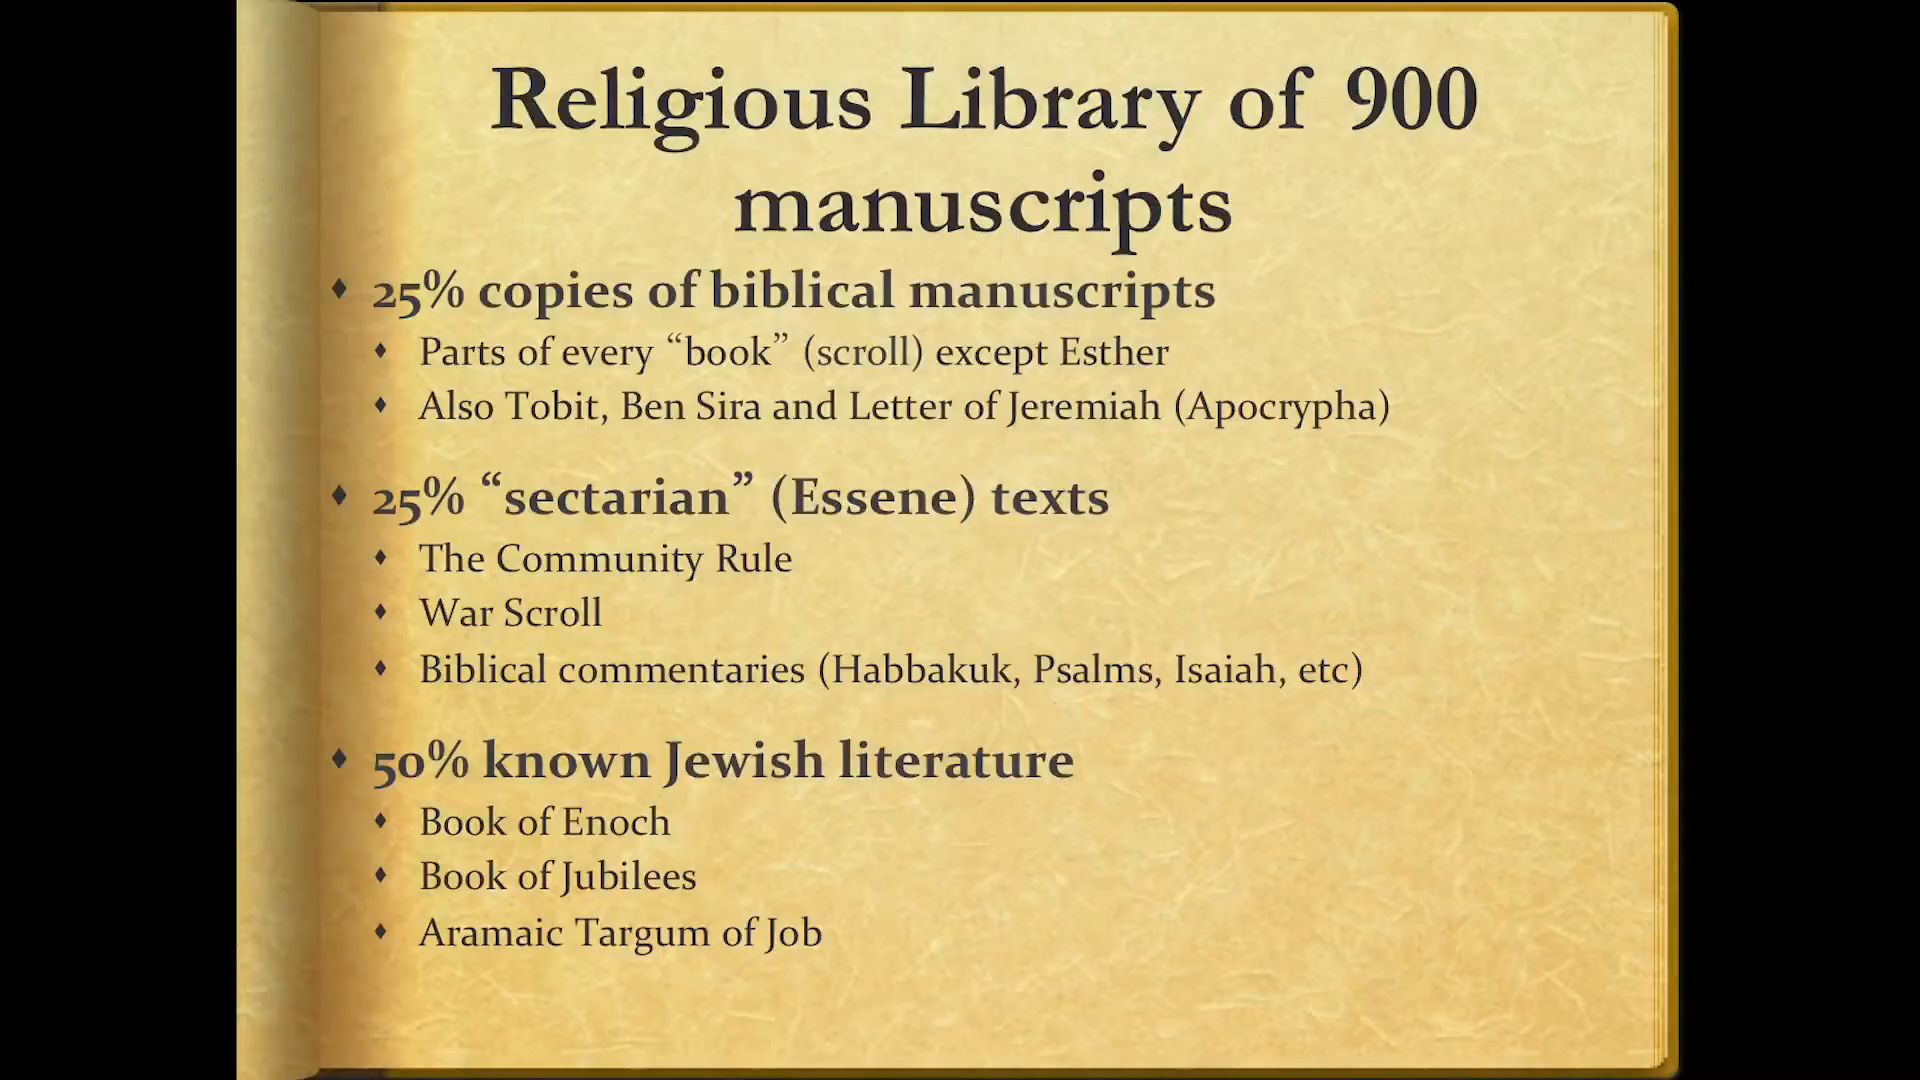 Religious Library of 900
manuscripts
♦ 25% copies of biblical manuscripts
♦ Parts of every “book” (scroll) except Esther
♦ Also Tobit, Ben Sira and Letter of Jeremiah (Apocrypha)
♦ 25% “sectarian” (Essene) texts
♦ The Community Rule
♦ War Scroll
♦ Biblical commentaries (Habbakuk, Psalms, Isaiah, etc)
♦ 50% known Jewish literature
♦ Book of Enoch
♦ Book of Jubilees
♦ Aramaic Targum of Job